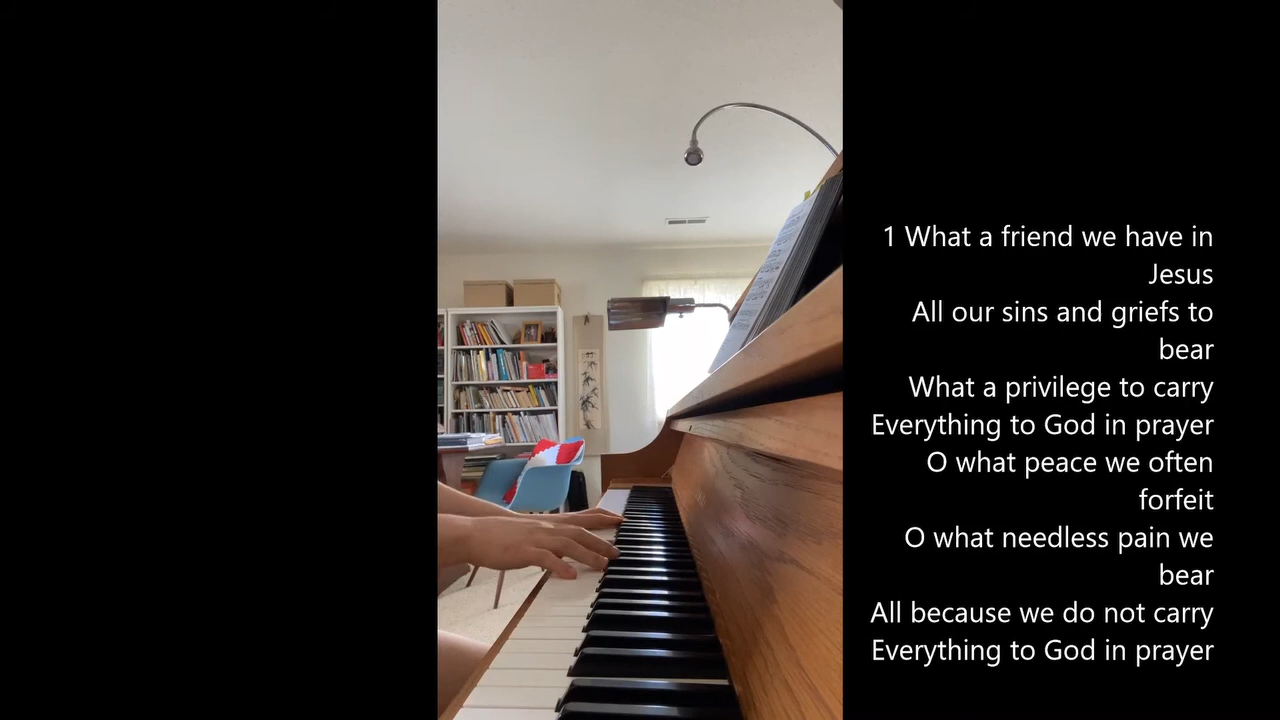 1 What a friend we have in
Jesus
All our sins and griefs to
bear
What a privilege to carry
Everything to God in prayer
O what peace we often
forfeit
O what needless pain we
bear
All because we do not carry
Everything to God in prayer